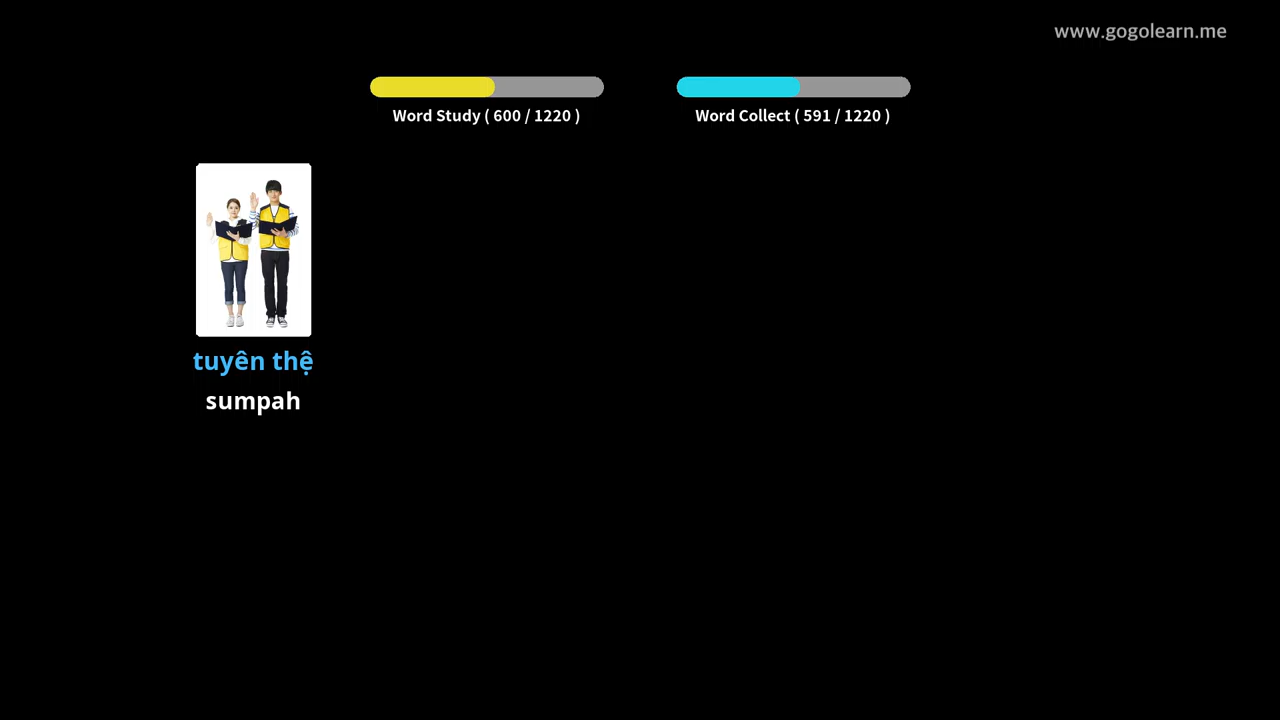 www.gogolearn.me
Word Study ( 600 / 1220 )
Word Collect ( 591 / 1220 )
tuyên thệ
sumpah